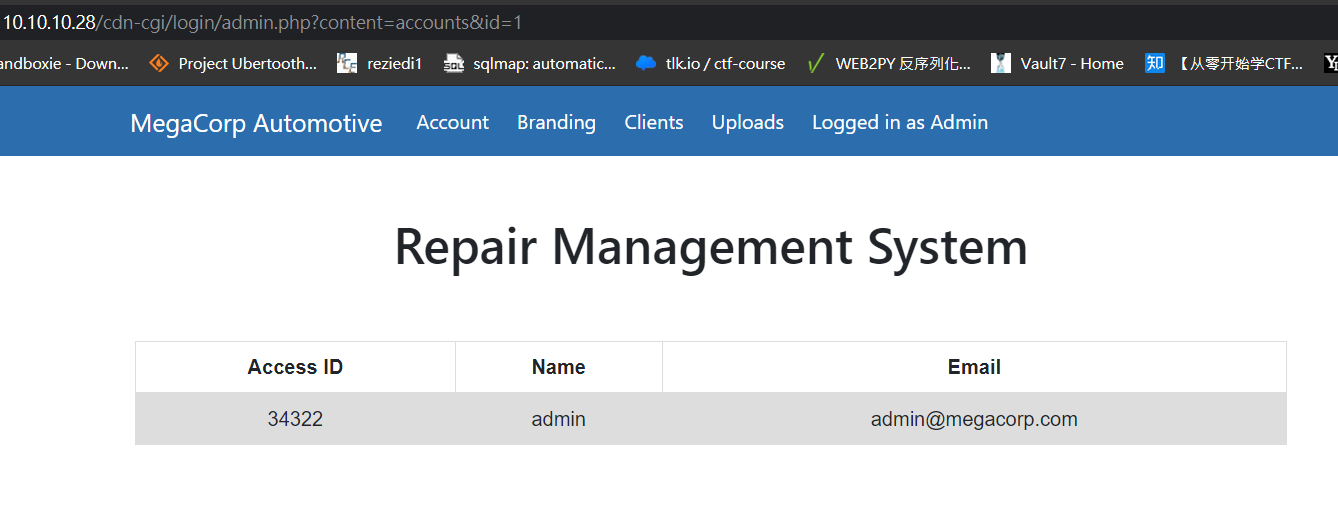 10.10.10.28/cdn-cgi/login/admin.php?content=accounts&id=1
andboxie - Down... Project Ubertooth... reziedi1 sqlmap: automatic... tlk.io / ctf-course WEB2PY 反序列化... Vault7 - Home 知 【从零开始学CTF...
MegaCorp Automotive Account Branding Clients Uploads Logged in as Admin
Repair Management System
Access ID Name Email
34322 admin admin@megacorp.com